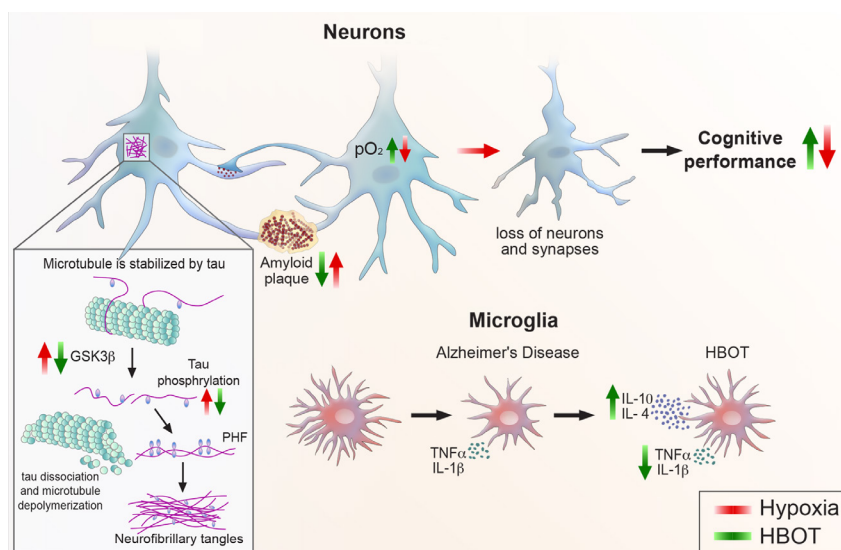 Neurons
pO₂
Cognitive
performance
loss of neurons
and synapses
Amyloid
plaque
Microtubule is stabilized by tau
GSK3β
Tau
phosphrylation
PHF
tau dissociation
and microtubule
depolymerization
Neurofibrillary tangles
Microglia
Alzheimer's Disease
HBOT
TNFα
IL-1β
IL-10
IL- 4
TNFα
IL-1β
Hypoxia
HBOT